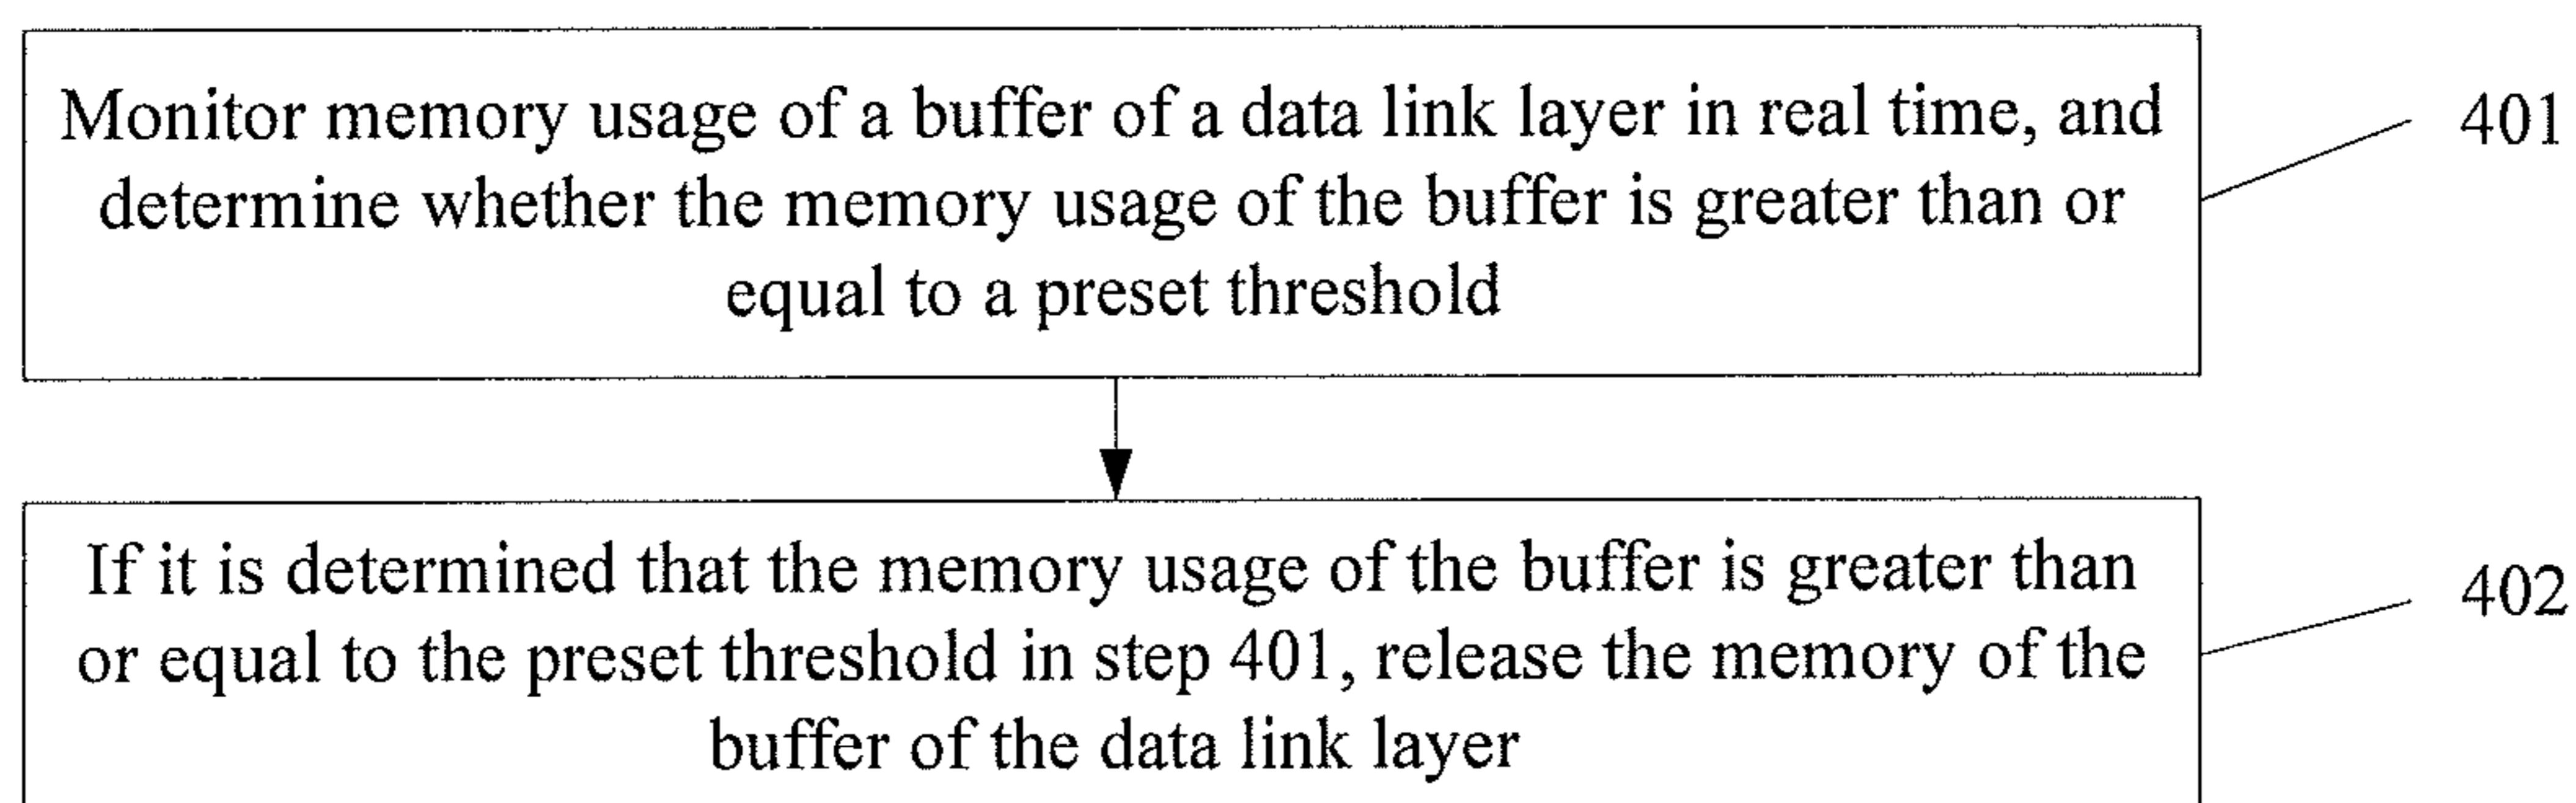 Monitor memory usage of a buffer of a data link layer in real time, and
determine whether the memory usage of the buffer is greater than or
equal to a preset threshold
401
If it is determined that the memory usage of the buffer is greater than
or equal to the preset threshold in step 401, release the memory of the
buffer of the data link layer
402